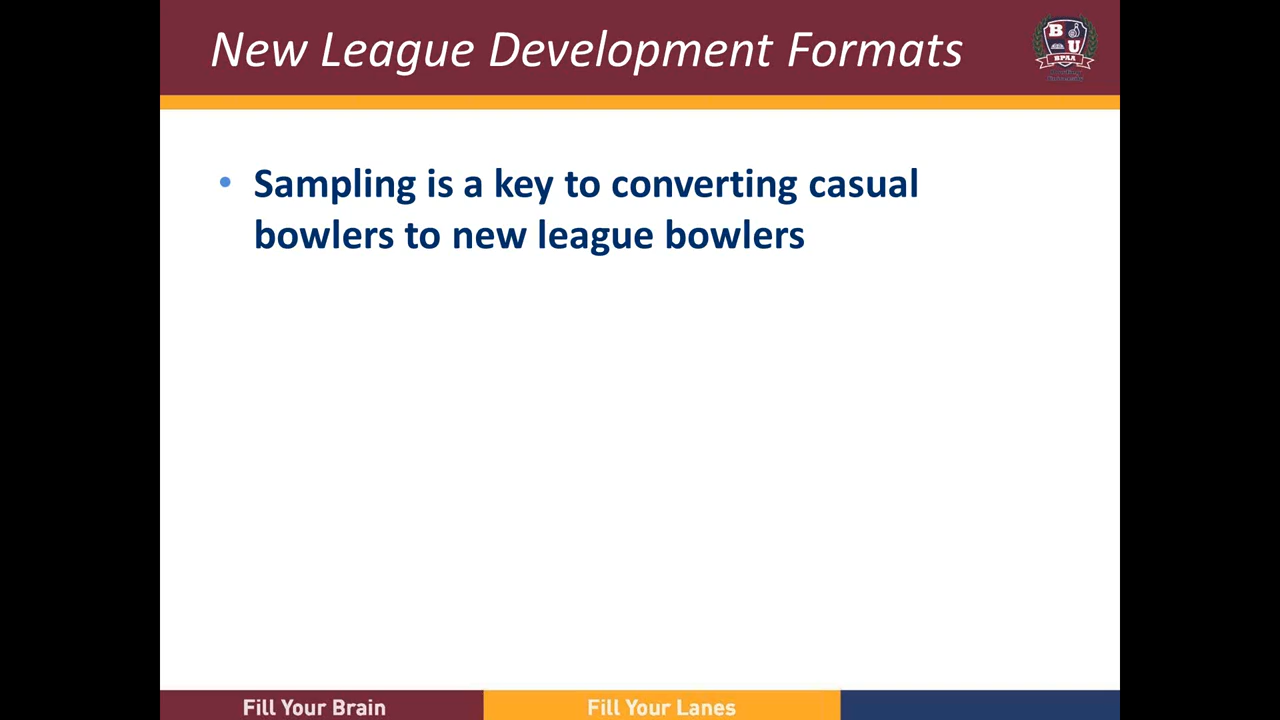 New League Development Formats
B U
BPAA
• Sampling is a key to converting casual
bowlers to new league bowlers
Fill Your Brain
Fill Your Lanes